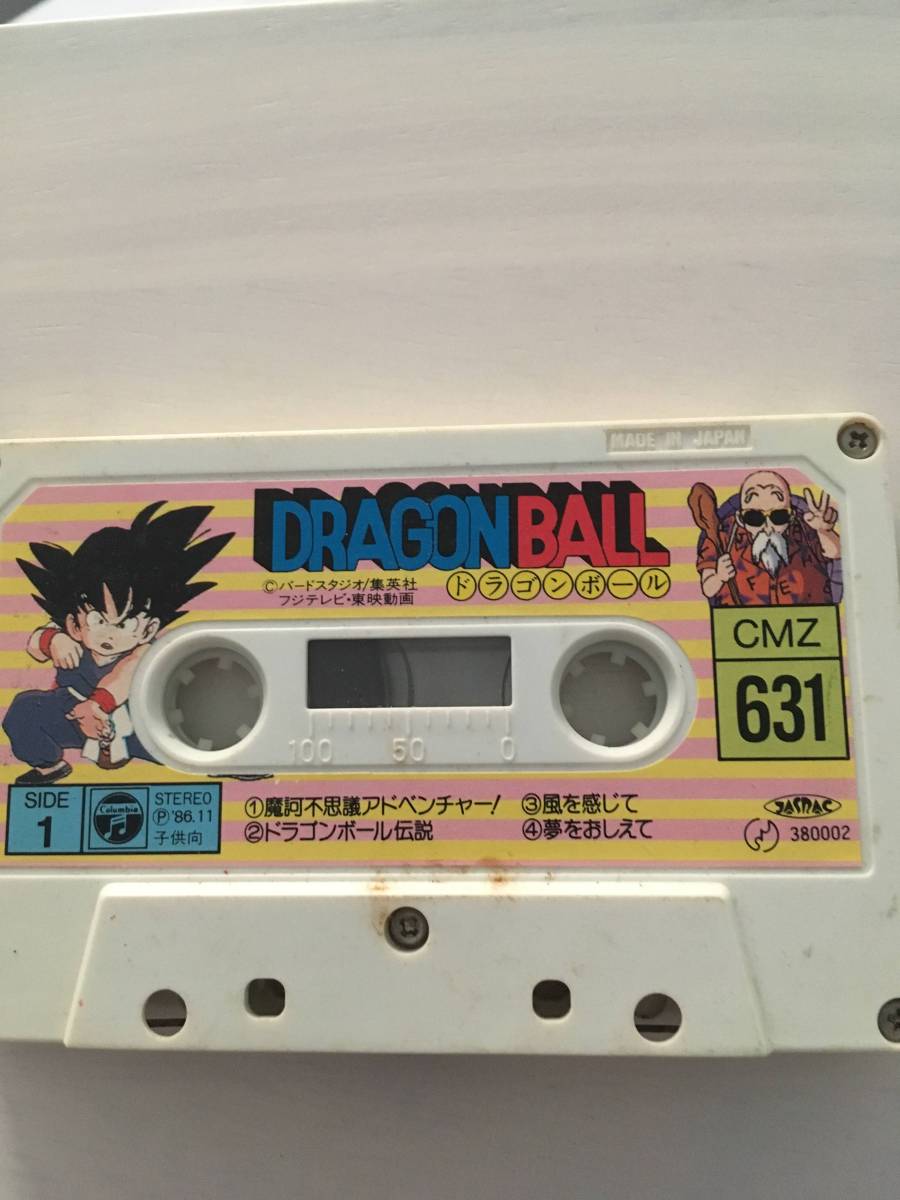 MADE IN JAPAN
DRAGON BALL
ドラゴンボール
©バードスタジオ/集英社
フジテレビ・東映動画
CMZ
631
100 50 0
SIDE
1
Columbia
STEREO
Ⓟ'86.11
子供向
①魔訶不思議アドベンチャー!
②ドラゴンボール伝説
③風を感じて
④夢をおしえて
JASRAC
380002